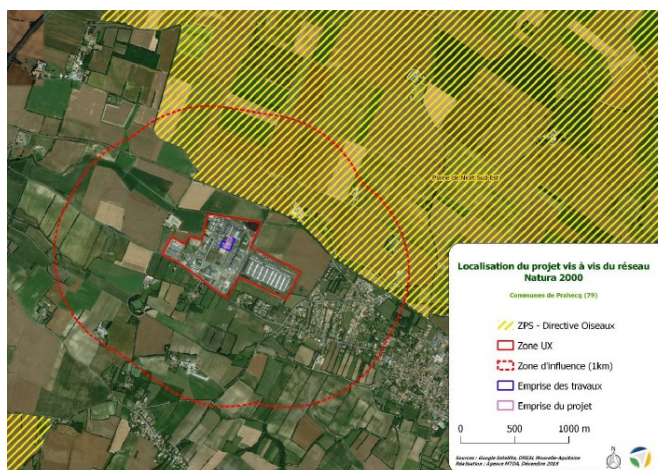 Plaine de Niort Sud-Est
Localisation du projet vis à vis du réseau
Natura 2000
Communes de Prahecq (79)
ZPS - Directive Oiseaux
Zone UX
Zone d'influence (1km)
Emprise des travaux
Emprise du projet
0 500 1000 m
N
Sources : Google Satellite, DREAL Nouvelle-Aquitaine
Réalisation : Agence MTDA, Décembre 2018